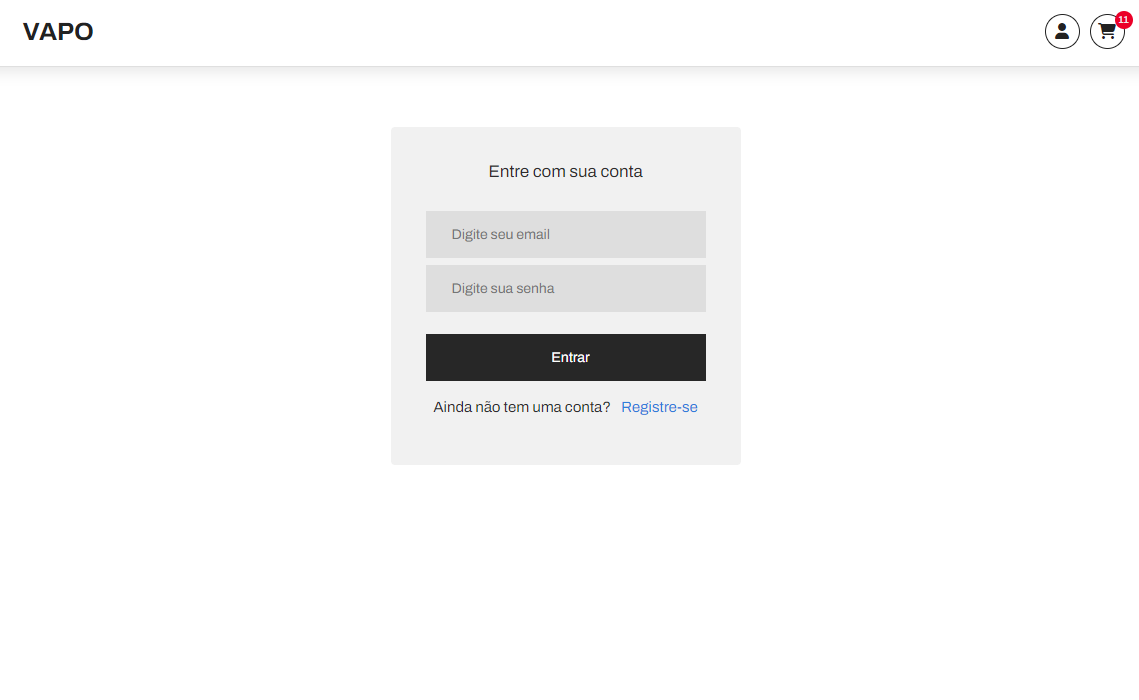 VAPO
11
Entre com sua conta
Digite seu email
Digite sua senha
Entrar
Ainda não tem uma conta? Registre-se